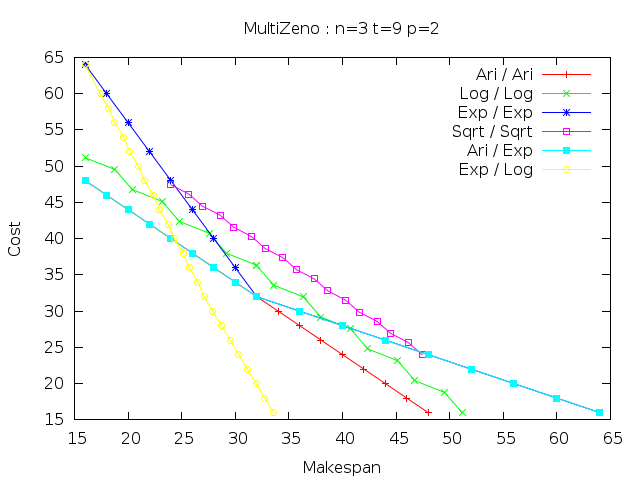 MultiZeno : n=3 t=9 p=2
Ari / Ari
Log / Log
Exp / Exp
Sqrt / Sqrt
Ari / Exp
Exp / Log
Cost
65
60
55
50
45
40
35
30
25
20
15
15 20 25 30 35 40 45 50 55 60 65
Makespan